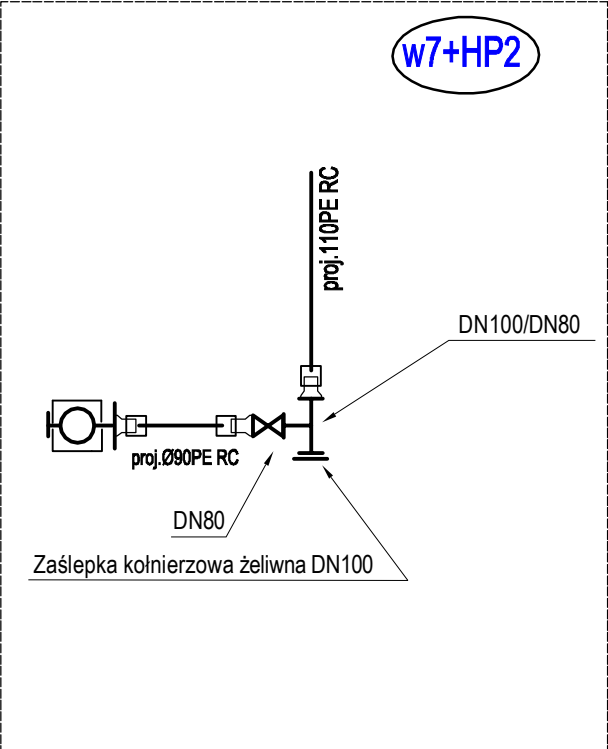 w7+HP2
proj.110PE RC
DN100/DN80
proj.Ø90PE RC
DN80
Zaślepka kołnierzowa żeliwna DN100